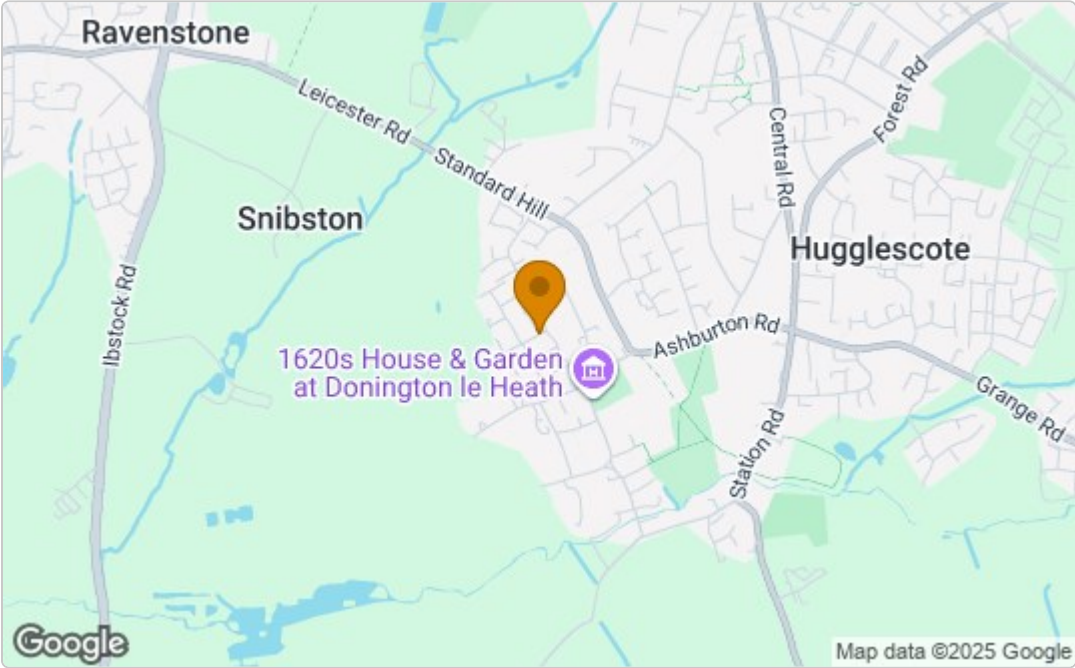 Ravenstone
Leicester Rd
Forest Rd
Central Rd
Standard Hill
Snibston
Hugglescote
Ibstock Rd
Ashburton Rd
1620s House & Garden
at Donington le Heath
Grange Rd
Station Rd
Google
Map data ©2025 Google